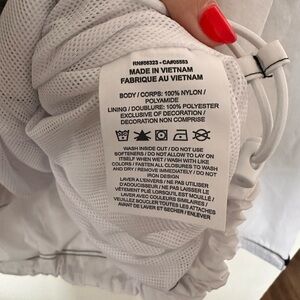 RN#56323 - CA#05553
MADE IN VIETNAM
FABRIQUE AU VIETNAM
BODY / CORPS: 100% NYLON /
POLYAMIDE
LINING / DOUBLURE: 100% POLYESTER
EXCLUSIVE OF DECORATION /
DECORATION NON COMPRISE
WASH INSIDE OUT / DO NOT USE
SOFTENERS / DO NOT ALLOW TO LAY ON
ITSELF WHEN WET / WASH WITH LIKE
COLORS / FASTEN ALL CLOSURES TO WASH
AND DRY / REMOVE IMMEDIATELY / DO NOT
IRON DESIGN
LAVER A L'ENVERS / NE PAS UTILISER
D'ADOUCISSEUR / NE PAS LAISSER
VETEMENT PLIÉ LORSQU'IL EST MOUILLÉ /
LAVER AVEC COULEURS SIMILAIRES /
VEUILLEZ BOUCLER TOUTES LES ATTACHES
AVANT DE LAVER ET SECHER / ENLEVER